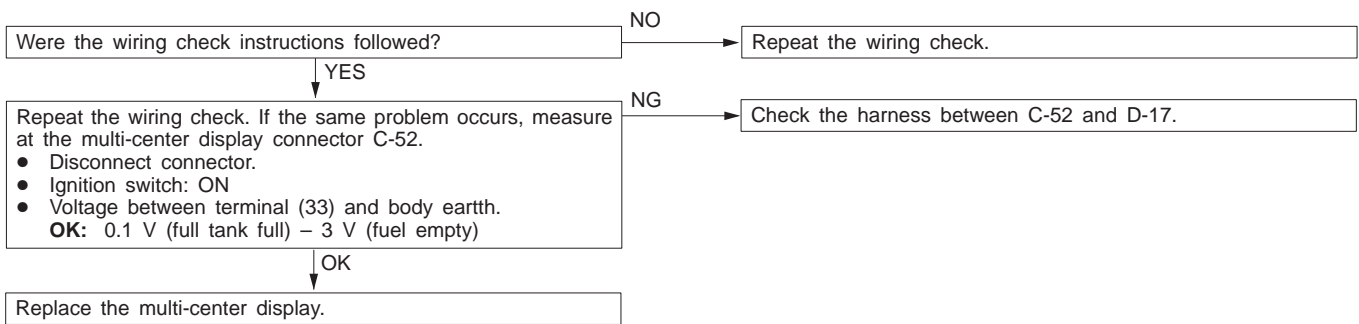 NO
Were the wiring check instructions followed?
Repeat the wiring check.
YES
NG
Repeat the wiring check. If the same problem occurs, measure
at the multi-center display connector C-52.
● Disconnect connector.
● Ignition switch: ON
● Voltage between terminal (33) and body eartth.
OK: 0.1 V (full tank full) – 3 V (fuel empty)
Check the harness between C-52 and D-17.
OK
Replace the multi-center display.